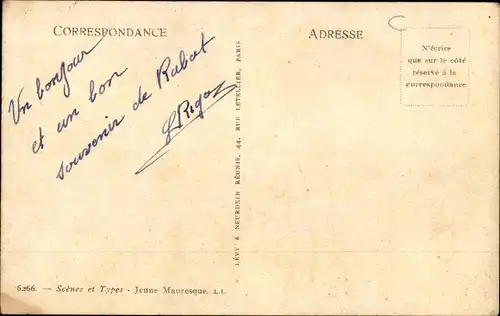 CORRESPONDANCE
ADRESSE
N'écrire
que sur le côté
réservé à la
correspondance
Un bonjour
et un bon
souvenir de Rabat
LÉVY & NEURDEIN RÉUNIS, 44, RUE LETELLIER, PARIS
6266. — Scènes et Types - Jeune Mauresque. LL.